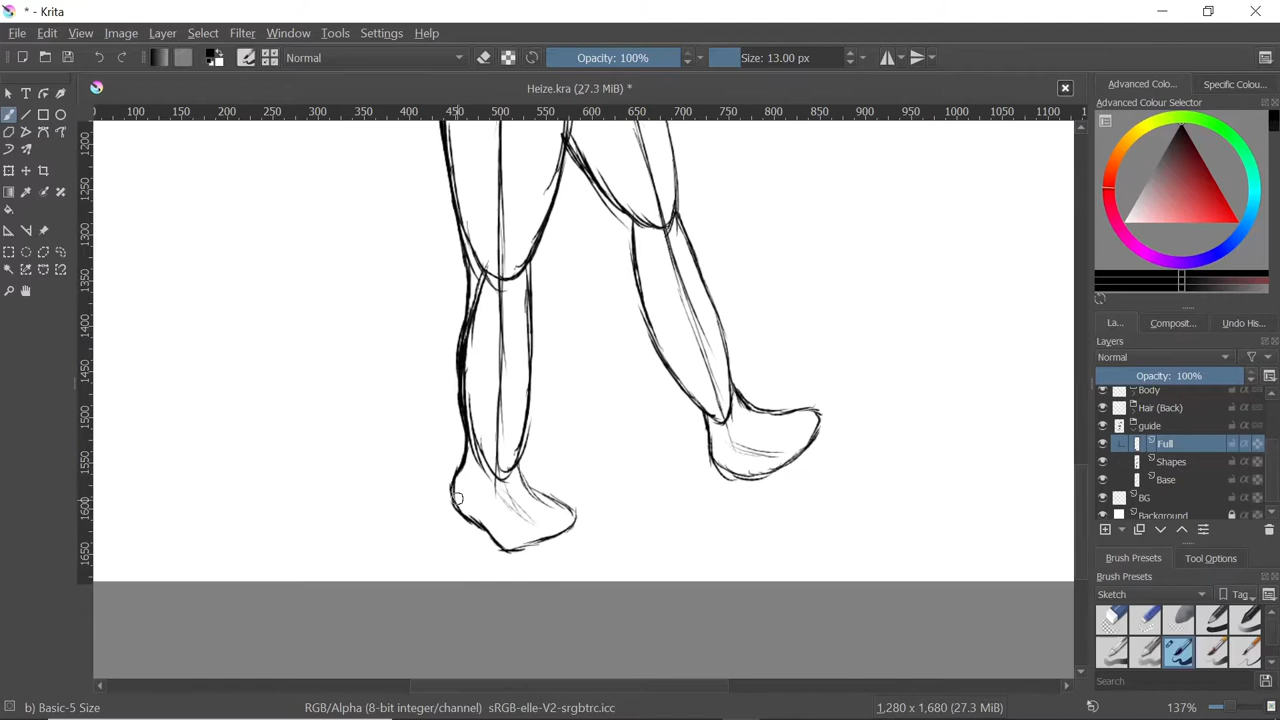 * - Krita
File Edit View Image Layer Select Filter Tools Settings Window Help
Normal Opacity: 100% Size: 13.00 px
Heize.kra (27.3 MiB) *
0 100 150 200 250 300 350 400 450 500 550 600 650 700 750 800 850 900 950 1000 1050 1100
1200
1250
1300
1350
1400
1450
1500
1550
1600
1650
Advanced Colo... Specific Colou...
Advanced Colour Selector
La... Composit... Undo His...
Layers
Normal
Opacity: 100%
Body
Hair (Back)
guide
Full
Shapes
Base
BG
Background
Brush Presets Tool Options
Brush Presets
Sketch Tag
Search
b) Basic-5 Size RGB/Alpha (8-bit integer/channel) sRGB-elle-V2-srgbtrc.icc 1,280 x 1,680 (27.3 MiB) 137%